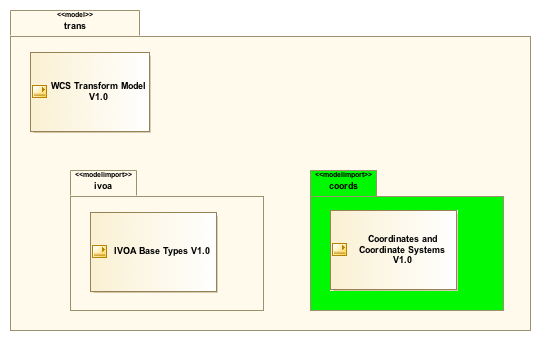 <<model>>
trans
WCS Transform Model
V1.0
<<modelimport>>
ivoa
IVOA Base Types V1.0
<<modelimport>>
coords
Coordinates and
Coordinate Systems
V1.0